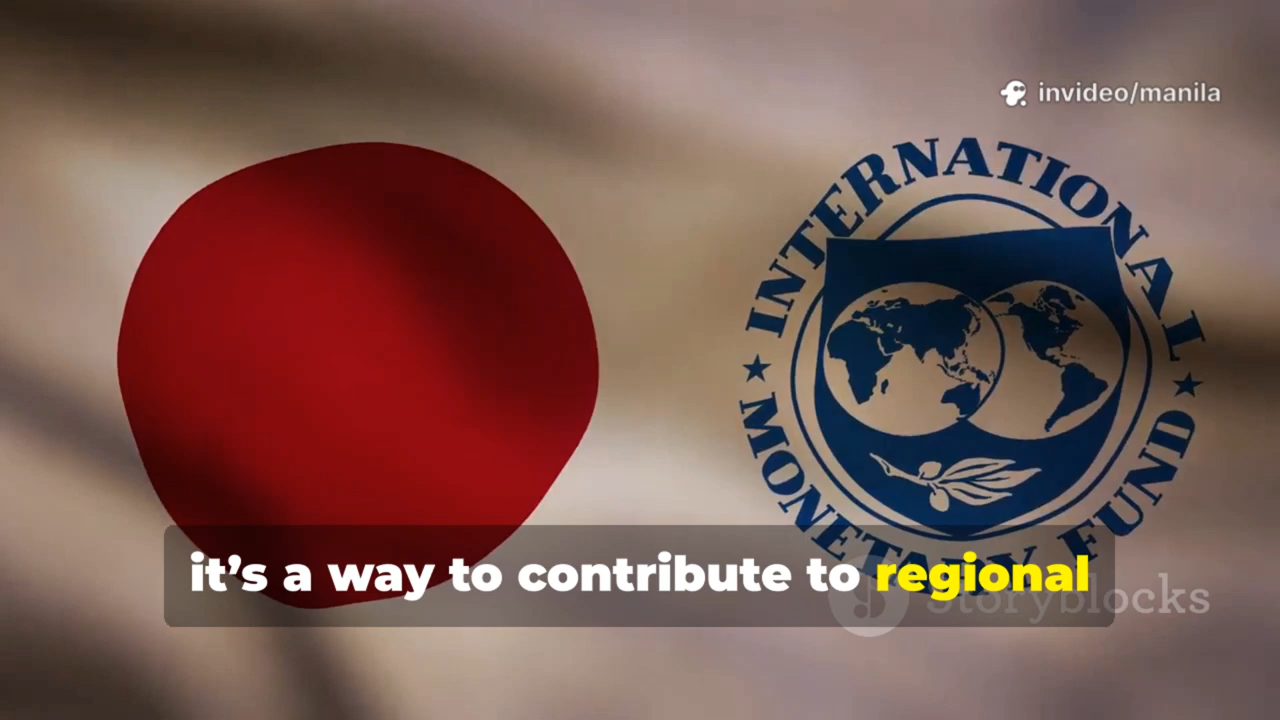 invideo/manila
INTERNATIONAL
MONETARY FUND
it's a way to contribute to regional
Storyblocks